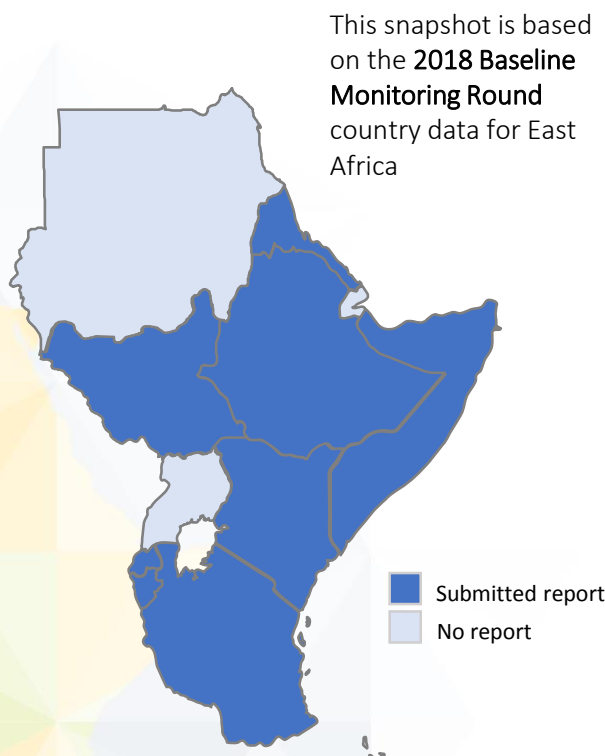 This snapshot is based
on the 2018 Baseline
Monitoring Round
country data for East
Africa
Submitted report
No report